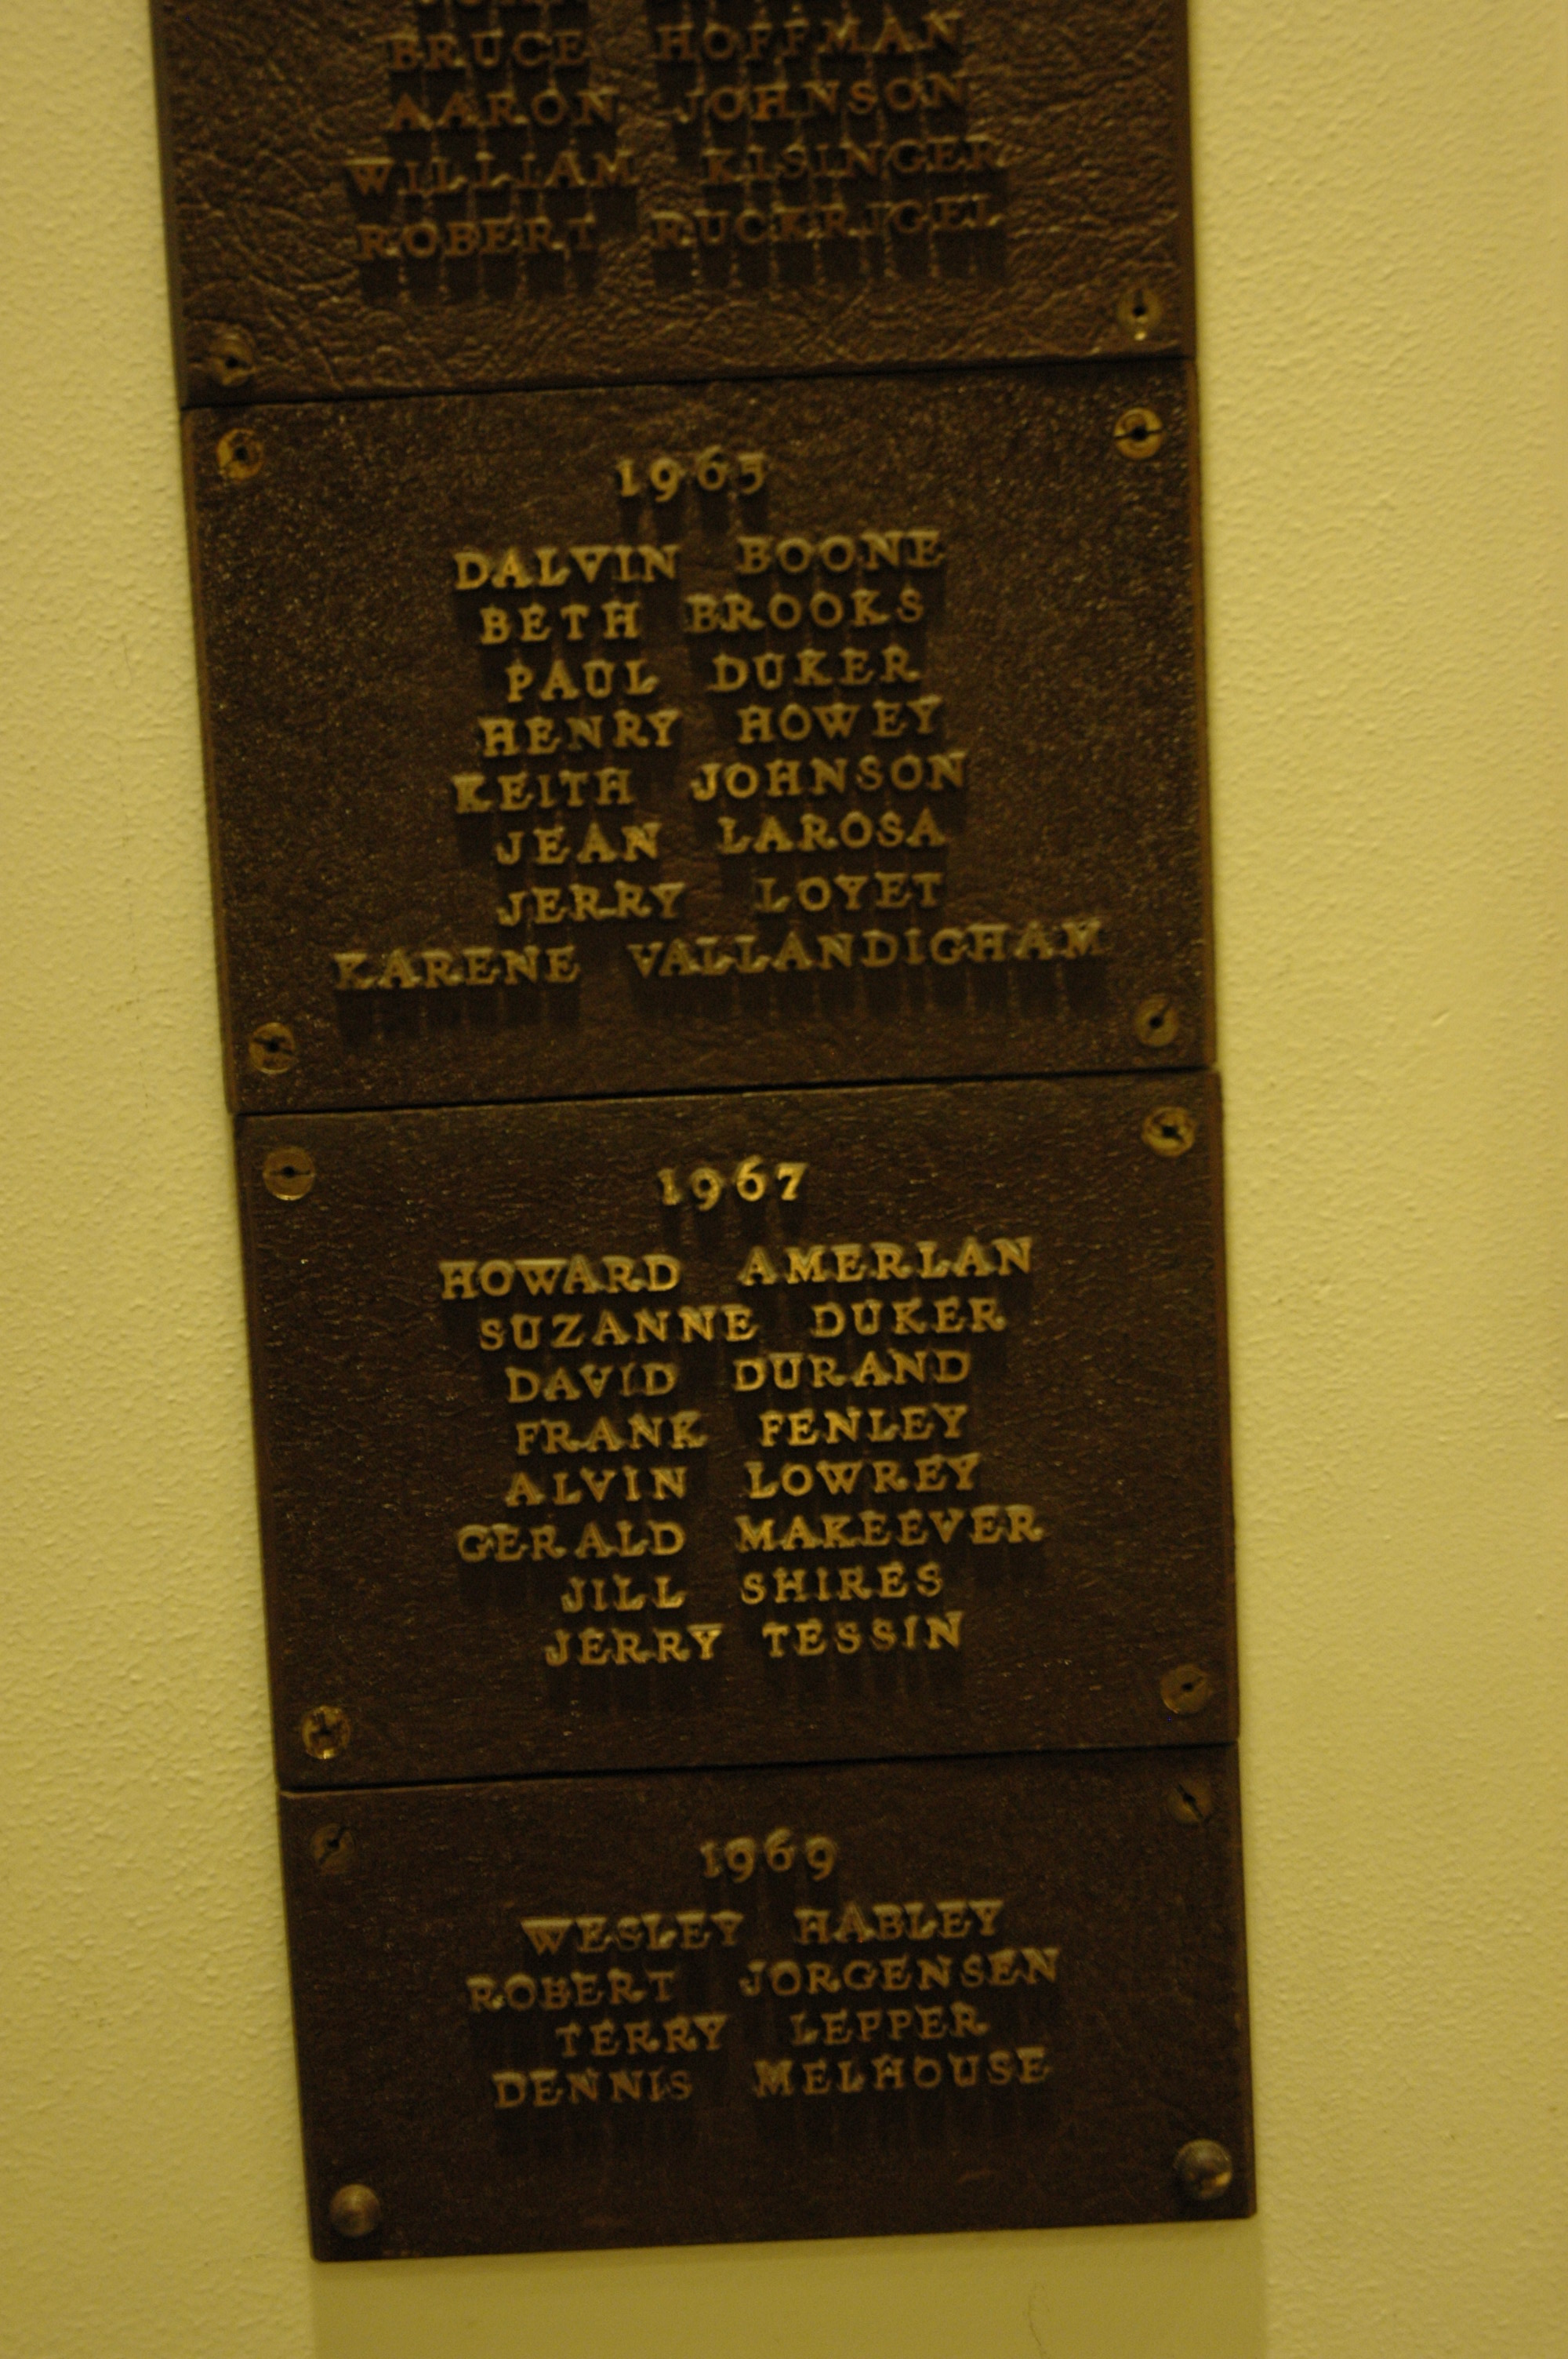 BRUCE HOFFMAN
AARON JOHNSON
WILLIAM KISINGER
ROBERT RUCKRIGEL
1965
DALVIN BOONE
BETH BROOKS
PAUL DUKER
HENRY HOWEY
KEITH JOHNSON
JEAN LAROSA
JERRY LOYET
KARENE VALLANDIGHAM
1967
HOWARD AMERLAN
SUZANNE DUKER
DAVID DURAND
FRANK FENLEY
ALVIN LOWREY
GERALD MAKEEVER
JILL SHIRES
JERRY TESSIN
1969
WESLEY HABLEY
ROBERT JORGENSEN
TERRY LEPPER
DENNIS MELHOUSE